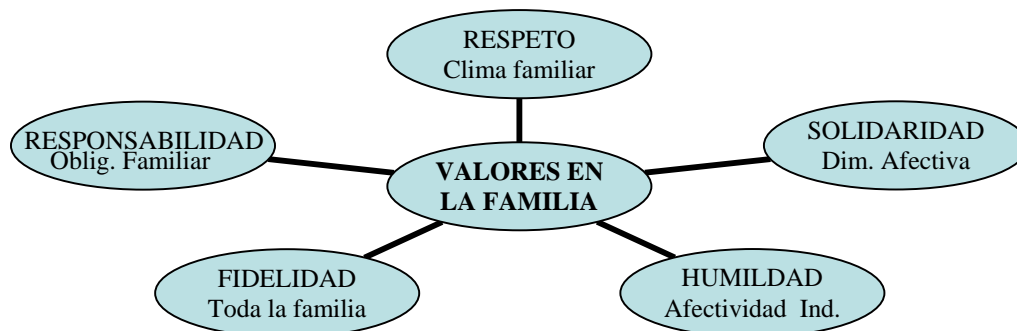 RESPETO
Clima familiar
RESPONSABILIDAD
Oblig. Familiar
SOLIDARIDAD
Dim. Afectiva
VALORES EN
LA FAMILIA
FIDELIDAD
Toda la familia
HUMILDAD
Afectividad Ind.